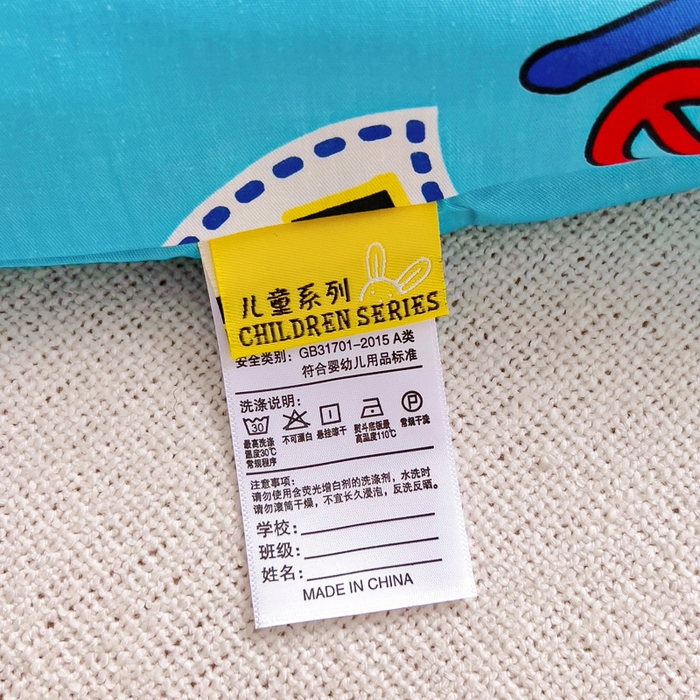 儿童系列
CHILDREN SERIES
安全类别: GB31701-2015 A类
符合婴幼儿用品标准
洗涤说明:
30
P
最高洗涤
温度30℃
常规程序
不可漂白
悬挂晾干
熨斗底板最
高温度110℃
常规干洗
注意事项:
请勿使用含荧光增白剂的洗涤剂，水洗时
请勿滚筒干燥，不宜长久浸泡，反洗反晒。
学校:
班级:
姓名:
MADE IN CHINA